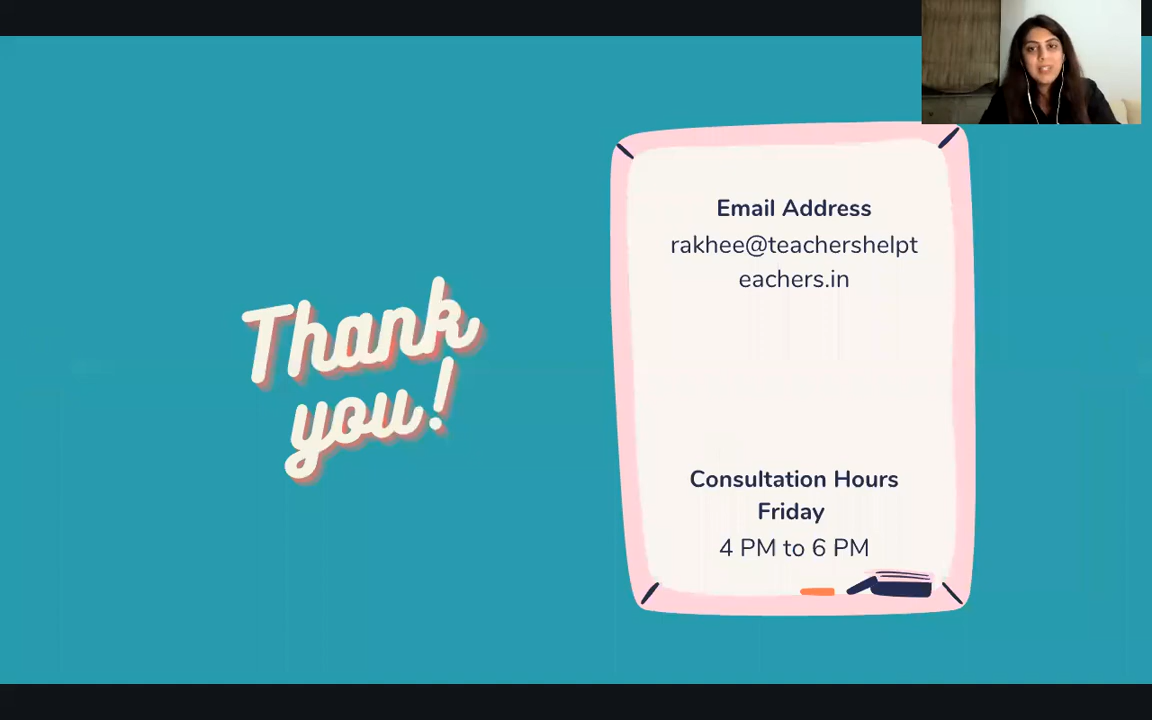 Thank
you!
Email Address
rakhee@teachershelpt
eachers.in
Consultation Hours
Friday
4 PM to 6 PM